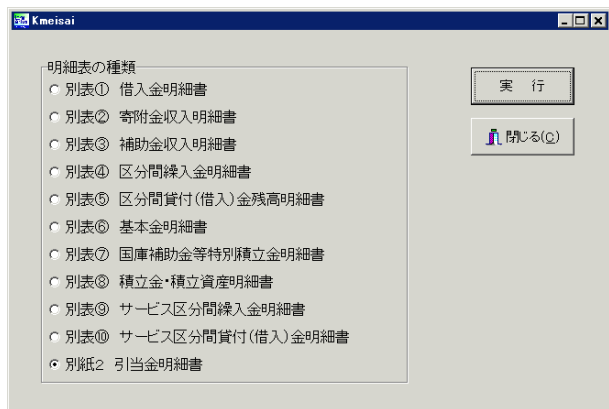 Kmeisai
明細表の種類
別表① 借入金明細書
別表② 寄附金収入明細書
別表③ 補助金収入明細書
別表④ 区分間繰入金明細書
別表⑤ 区分間貸付(借入)金残高明細書
別表⑥ 基本金明細書
別表⑦ 国庫補助金等特別積立金明細書
別表⑧ 積立金・積立資産明細書
別表⑨ サービス区分間繰入金明細書
別表⑩ サービス区分間貸付(借入)金明細書
別紙2 引当金明細書
実 行
閉じる(C)